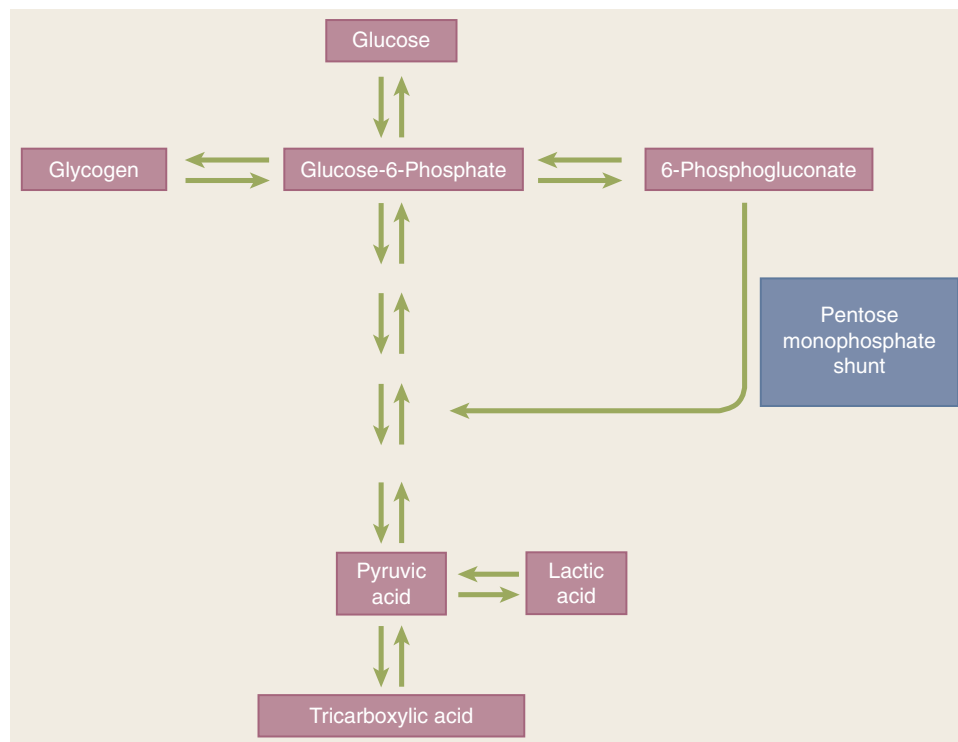 Glucose
Glycogen
Glucose-6-Phosphate
6-Phosphogluconate
Pentose
monophosphate
shunt
Pyruvic
acid
Lactic
acid
Tricarboxylic acid